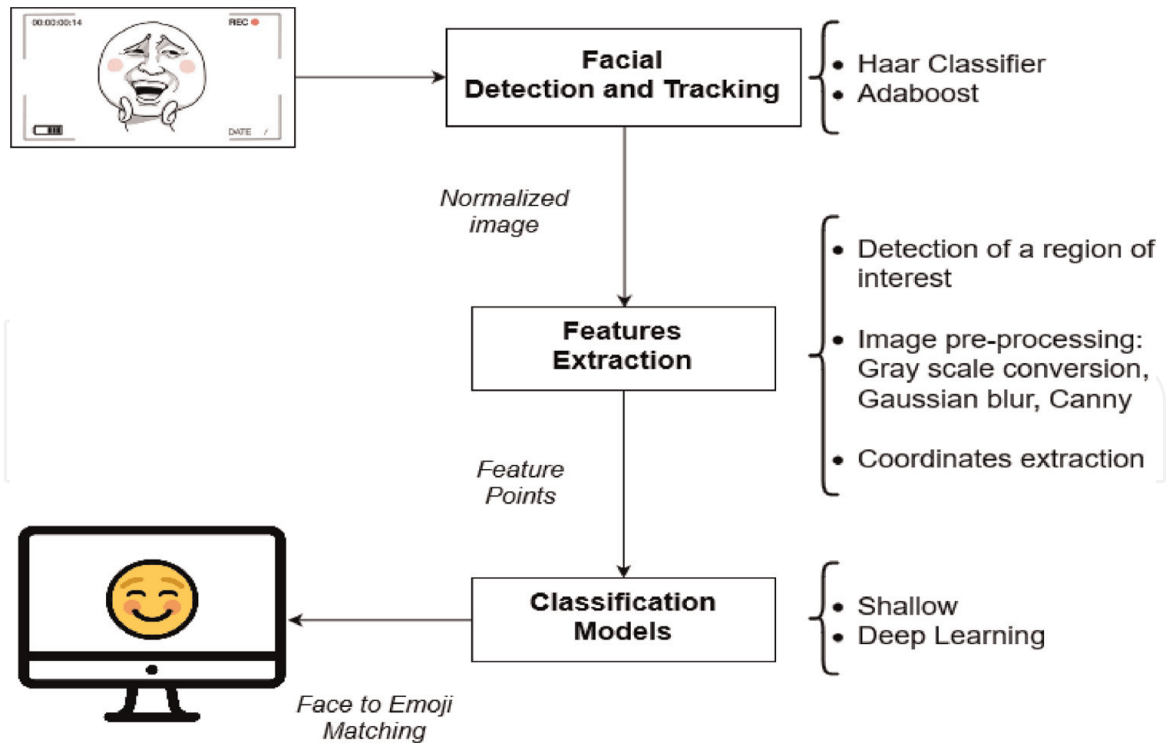 00:00:00:14
REC
DATE /
Facial
Detection and Tracking
• Haar Classifier
• Adaboost
Normalized
image
Features
Extraction
• Detection of a region of
interest
• Image pre-processing:
Gray scale conversion,
Gaussian blur, Canny
• Coordinates extraction
Feature
Points
Classification
Models
• Shallow
• Deep Learning
Face to Emoji
Matching